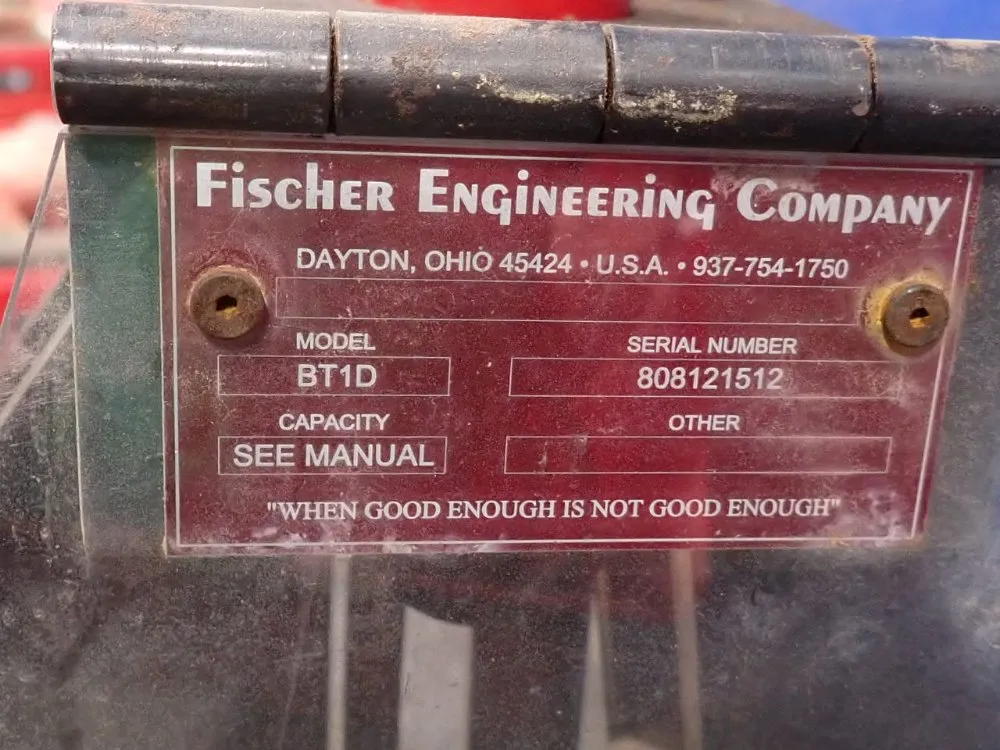 Fischer Engineering Company
DAYTON, OHIO 45424 • U.S.A. • 937-754-1750
MODEL SERIAL NUMBER
BT1D 808121512
CAPACITY OTHER
SEE MANUAL
"WHEN GOOD ENOUGH IS NOT GOOD ENOUGH"